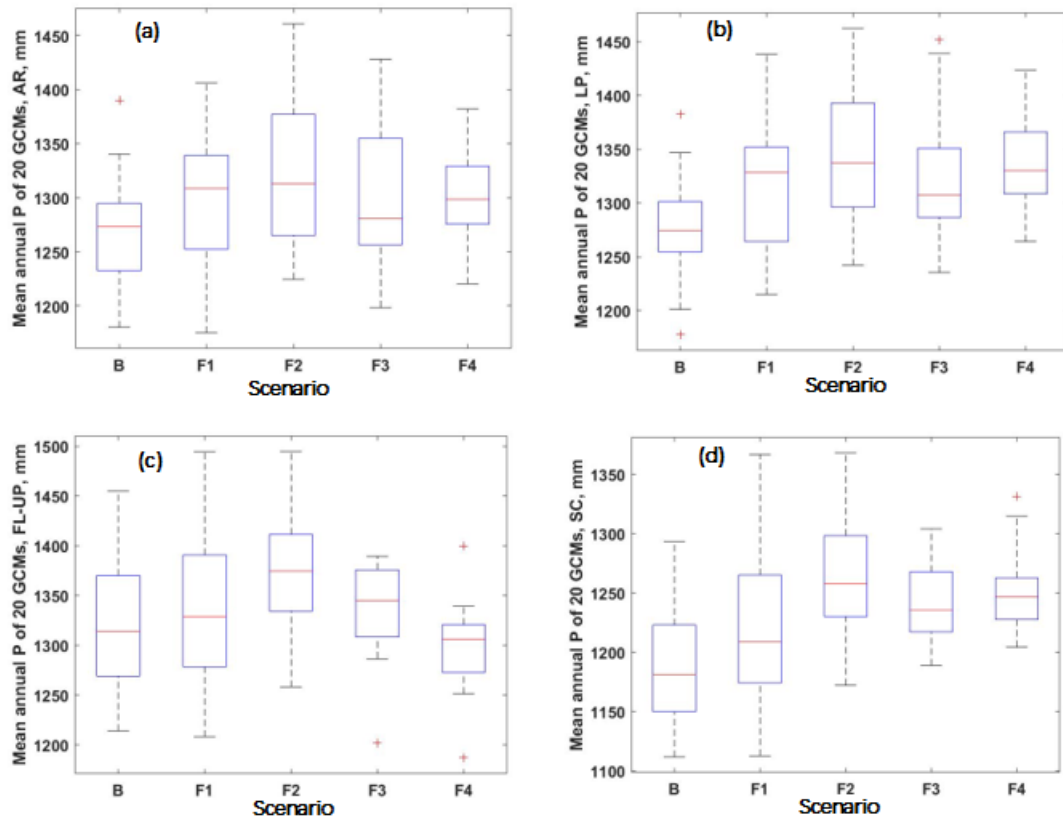 (a)
Mean annual P of 20 GCMs, AR, mm
1450
1400
1350
1300
1250
1200
B F1 F2 F3 F4
Scenario
(b)
Mean annual P of 20 GCMs, LP, mm
1450
1400
1350
1300
1250
1200
B F1 F2 F3 F4
Scenario
(c)
Mean annual P of 20 GCMs, FL-UP, mm
1500
1450
1400
1350
1300
1250
1200
B F1 F2 F3 F4
Scenario
(d)
Mean annual P of 20 GCMs, SC, mm
1350
1300
1250
1200
1150
1100
B F1 F2 F3 F4
Scenario